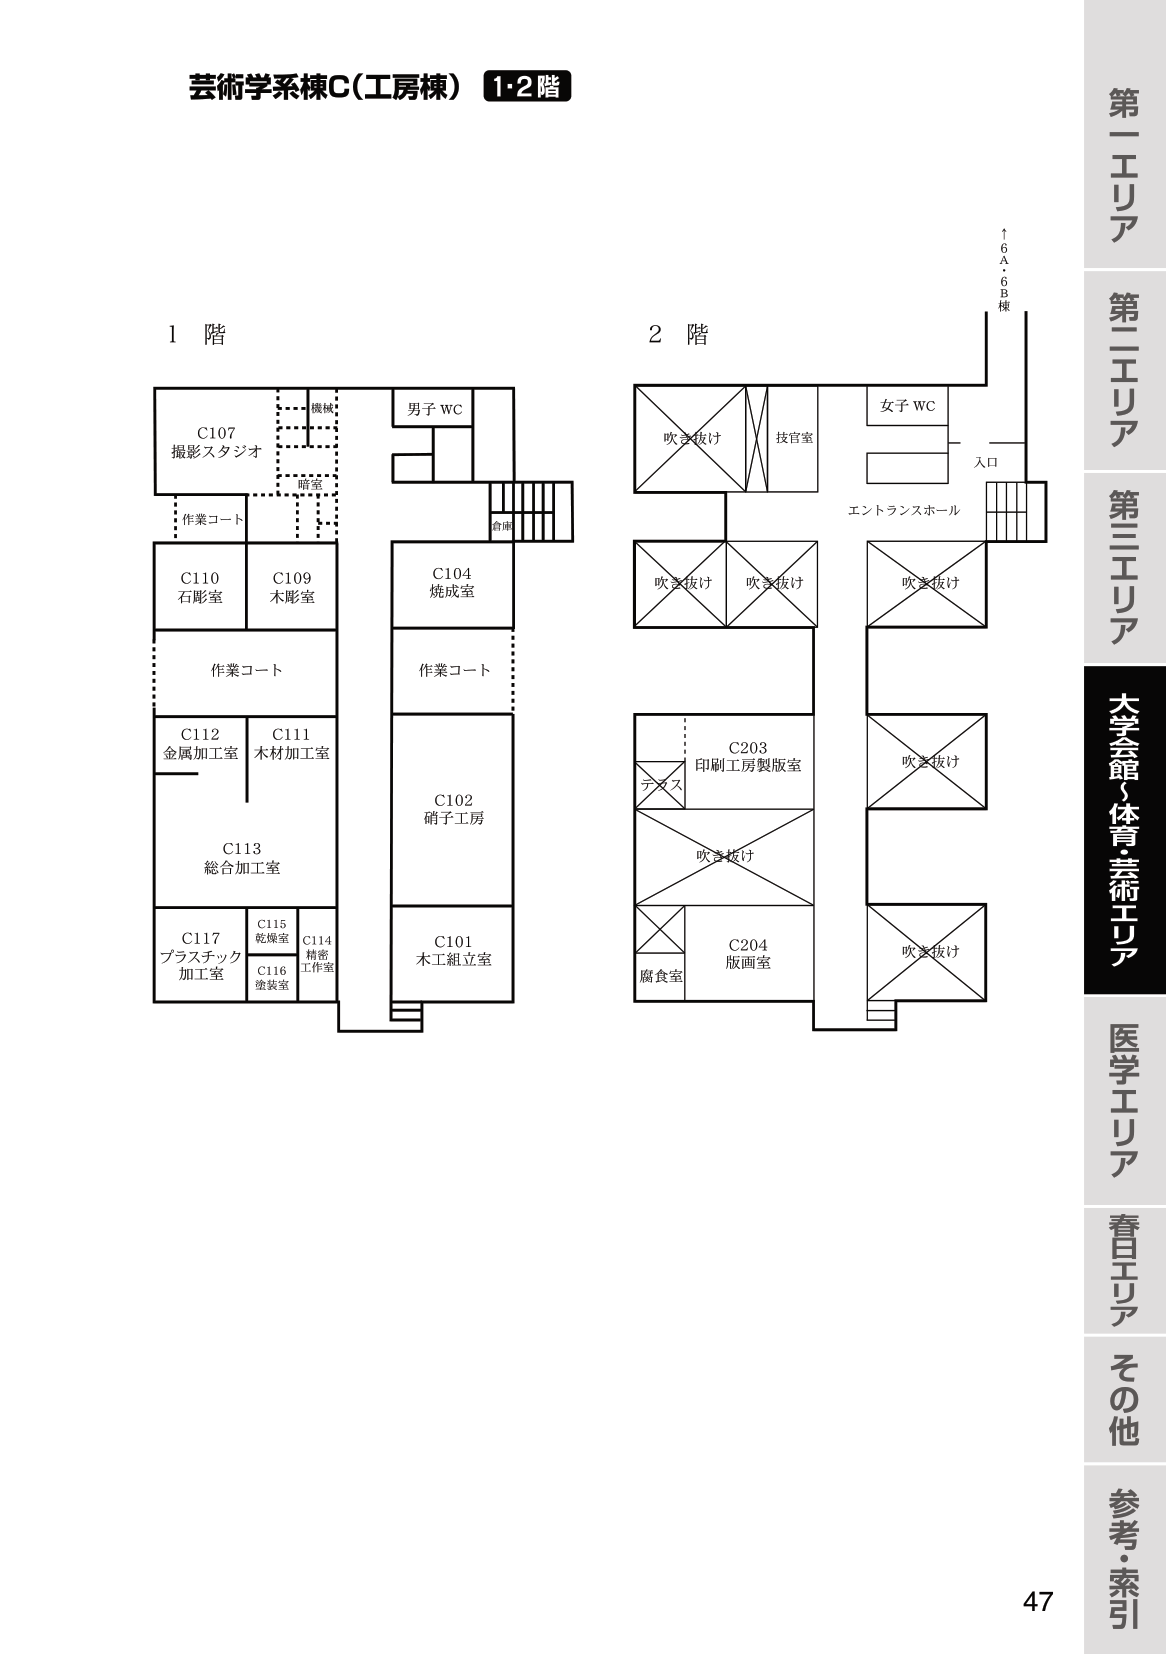 芸術学系棟C(工房棟) 1・2階
1 階
C107
撮影スタジオ
機械
暗室
男子 WC
作業コート
倉庫
C110
石彫室
C109
木彫室
C104
焼成室
作業コート
作業コート
C112
金属加工室
C111
木材加工室
C102
硝子工房
C113
総合加工室
C117
プラスチック
加工室
C115
乾燥室
C116
塗装室
C114
精密
工作室
C101
木工組立室
2 階
↑6A・6B棟
吹き抜け
技官室
女子 WC
入口
エントランスホール
吹き抜け
吹き抜け
吹き抜け
C203
印刷工房製版室
テラス
吹き抜け
吹き抜け
C204
版画室
腐食室
吹き抜け
第一エリア
第二エリア
第三エリア
大学会館〜体育・芸術エリア
医学エリア
春日エリア
その他
参考・索引
47